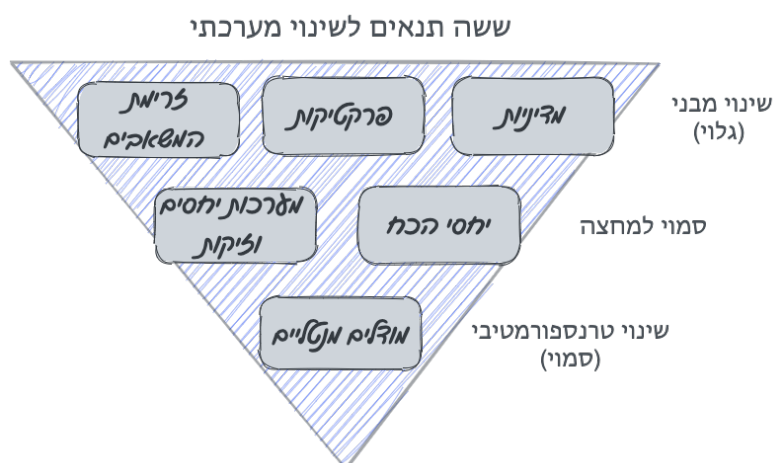 ששה תנאים לשינוי מערכתי
מדיניות
פרקטיקות
זרימת
המשאבים
שינוי מבני
(גלוי)
יחסי הכח
מערכות יחסים
וזיקות
סמוי למחצה
מודלים מנטליים
שינוי טרנספורמטיבי
(סמוי)